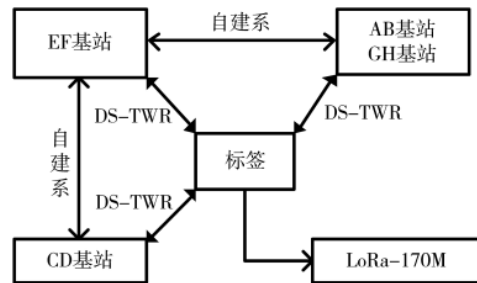 自建系
EF基站
AB基站
GH基站
DS-TWR
DS-TWR
自建系
标签
DS-TWR
CD基站
LoRa-170M